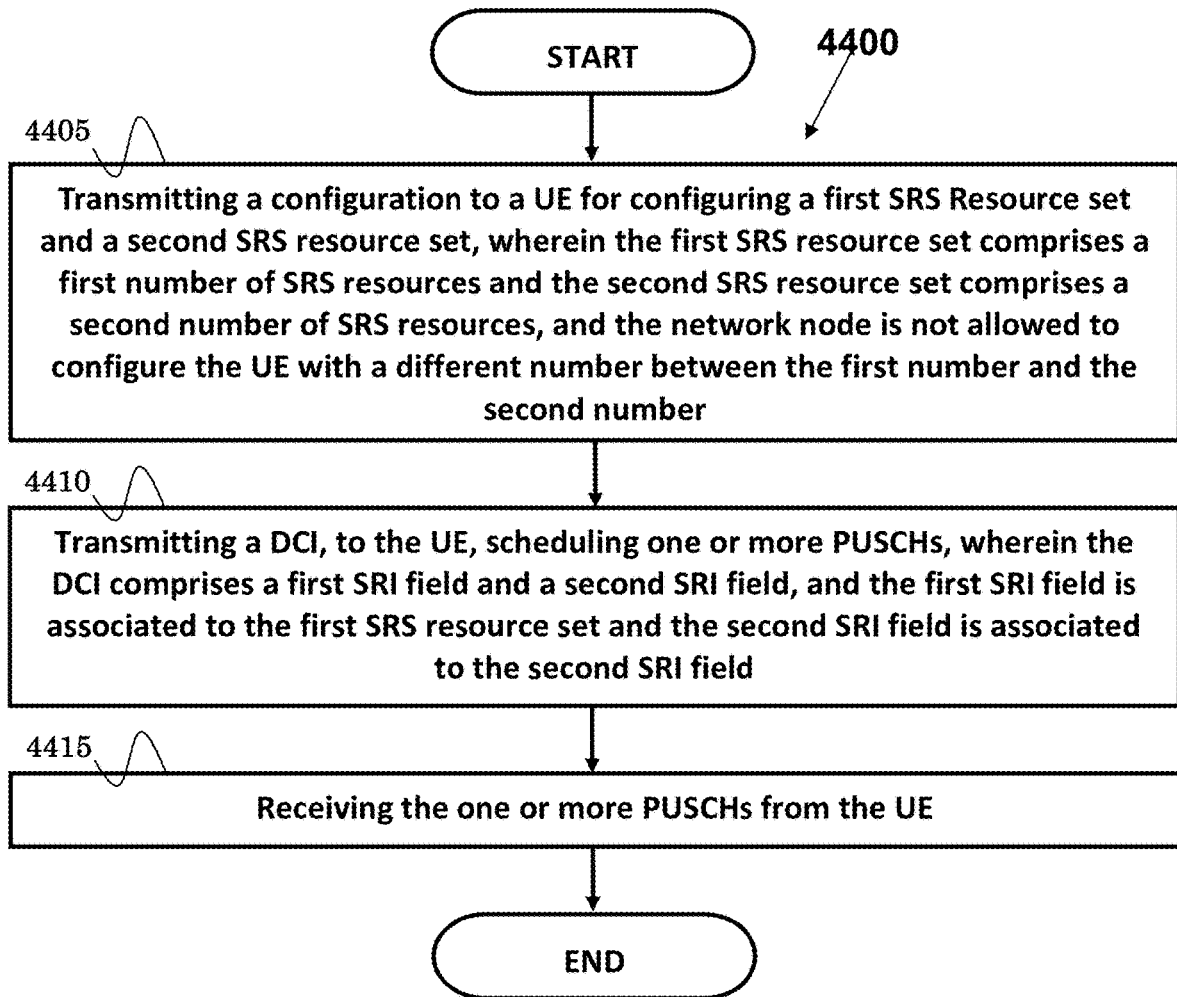 START
4400
4405
Transmitting a configuration to a UE for configuring a first SRS Resource set
and a second SRS resource set, wherein the first SRS resource set comprises a
first number of SRS resources and the second SRS resource set comprises a
second number of SRS resources, and the network node is not allowed to
configure the UE with a different number between the first number and the
second number
4410
Transmitting a DCI, to the UE, scheduling one or more PUSCHs, wherein the
DCI comprises a first SRI field and a second SRI field, and the first SRI field is
associated to the first SRS resource set and the second SRI field is associated
to the second SRI field
4415
Receiving the one or more PUSCHs from the UE
END